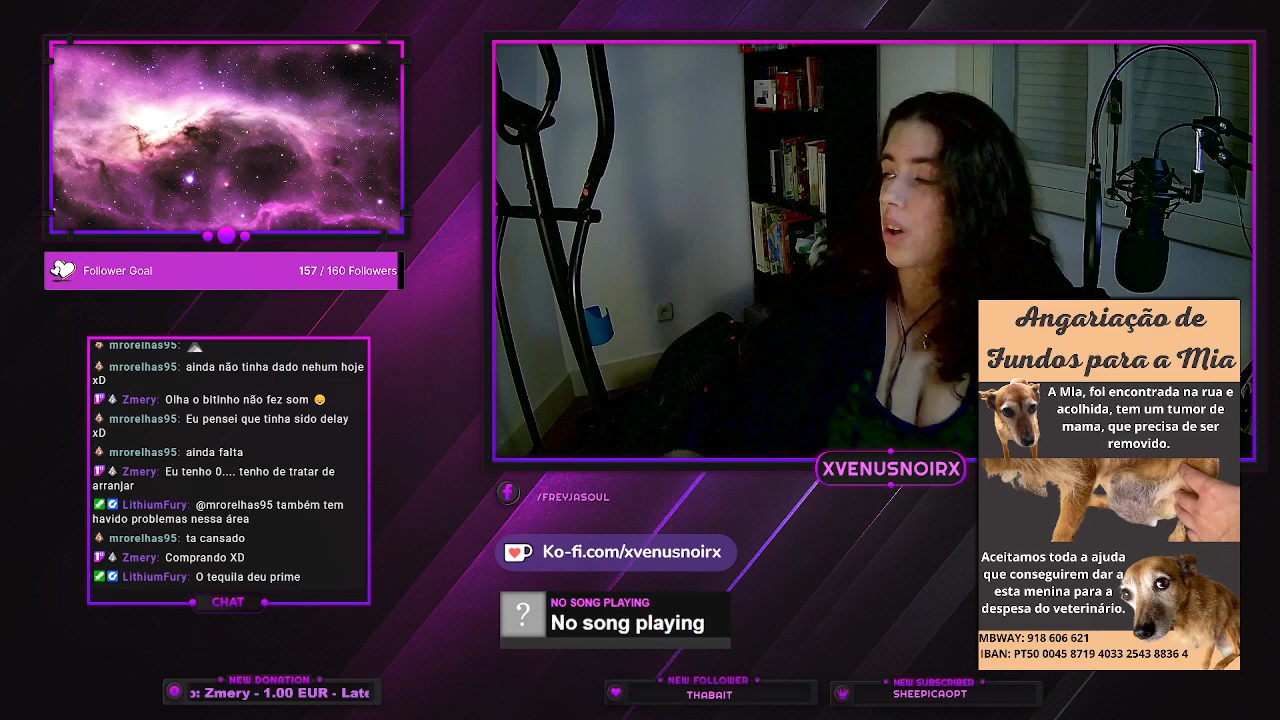 Follower Goal
157 / 160 Followers
mrorelhas95:
mrorelhas95: ainda não tinha dado nehum hoje
xD
Zmery: Olha o bitinho não fez som
mrorelhas95: Eu pensei que tinha sido delay
xD
mrorelhas95: ainda falta
Zmery: Eu tenho 0.... tenho de tratar de
arranjar
LithiumFury: @mrorelhas95 também tem
havido problemas nessa área
mrorelhas95: ta cansado
Zmery: Comprando XD
LithiumFury: O tequila deu prime
CHAT
XVENUSNOIRX
/FREYJASOUL
Ko-fi.com/xvenusnoirx
?
NO SONG PLAYING
No song playing
Angariação de
Fundos para a Mia
A Mia, foi encontrada na rua e
acolhida, tem um tumor de
mama, que precisa de ser
removido.
Aceitamos toda a ajuda
que conseguirem dar a
esta menina para a
despesa do veterinário.
MBWAY: 918 606 621
IBAN: PT50 0045 8719 4033 2543 8836 4
NEW DONATION
: Zmery - 1.00 EUR - Late
NEW FOLLOWER
THABAIT
NEW SUBSCRIBER
SHEEPICAOPT